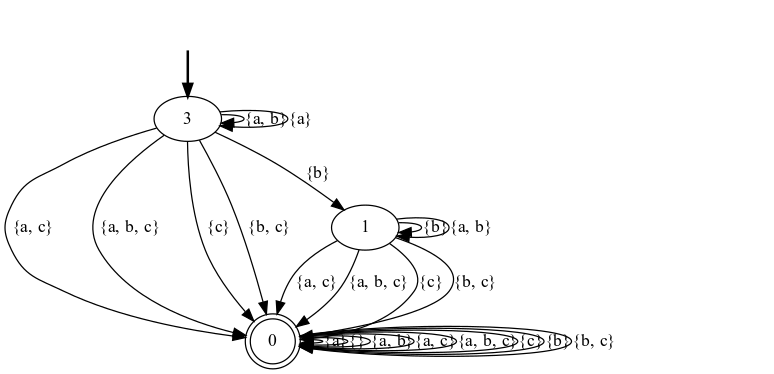 3 {a, b} {a}
{b}
{a, c} {a, b, c} {c} {b, c} 1 {b} {a, b}
{a, c} {a, b, c} {c} {b, c}
0 {a} {} {a, b} {a, c} {a, b, c} {c} {b} {b, c}